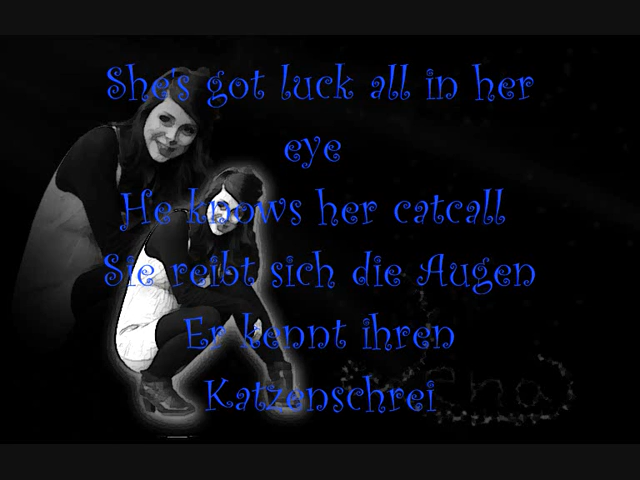 She's got luck all in her
eye
He knows her catcall
Sie reibt sich die Augen
Er kennt ihren
Katzenschrei